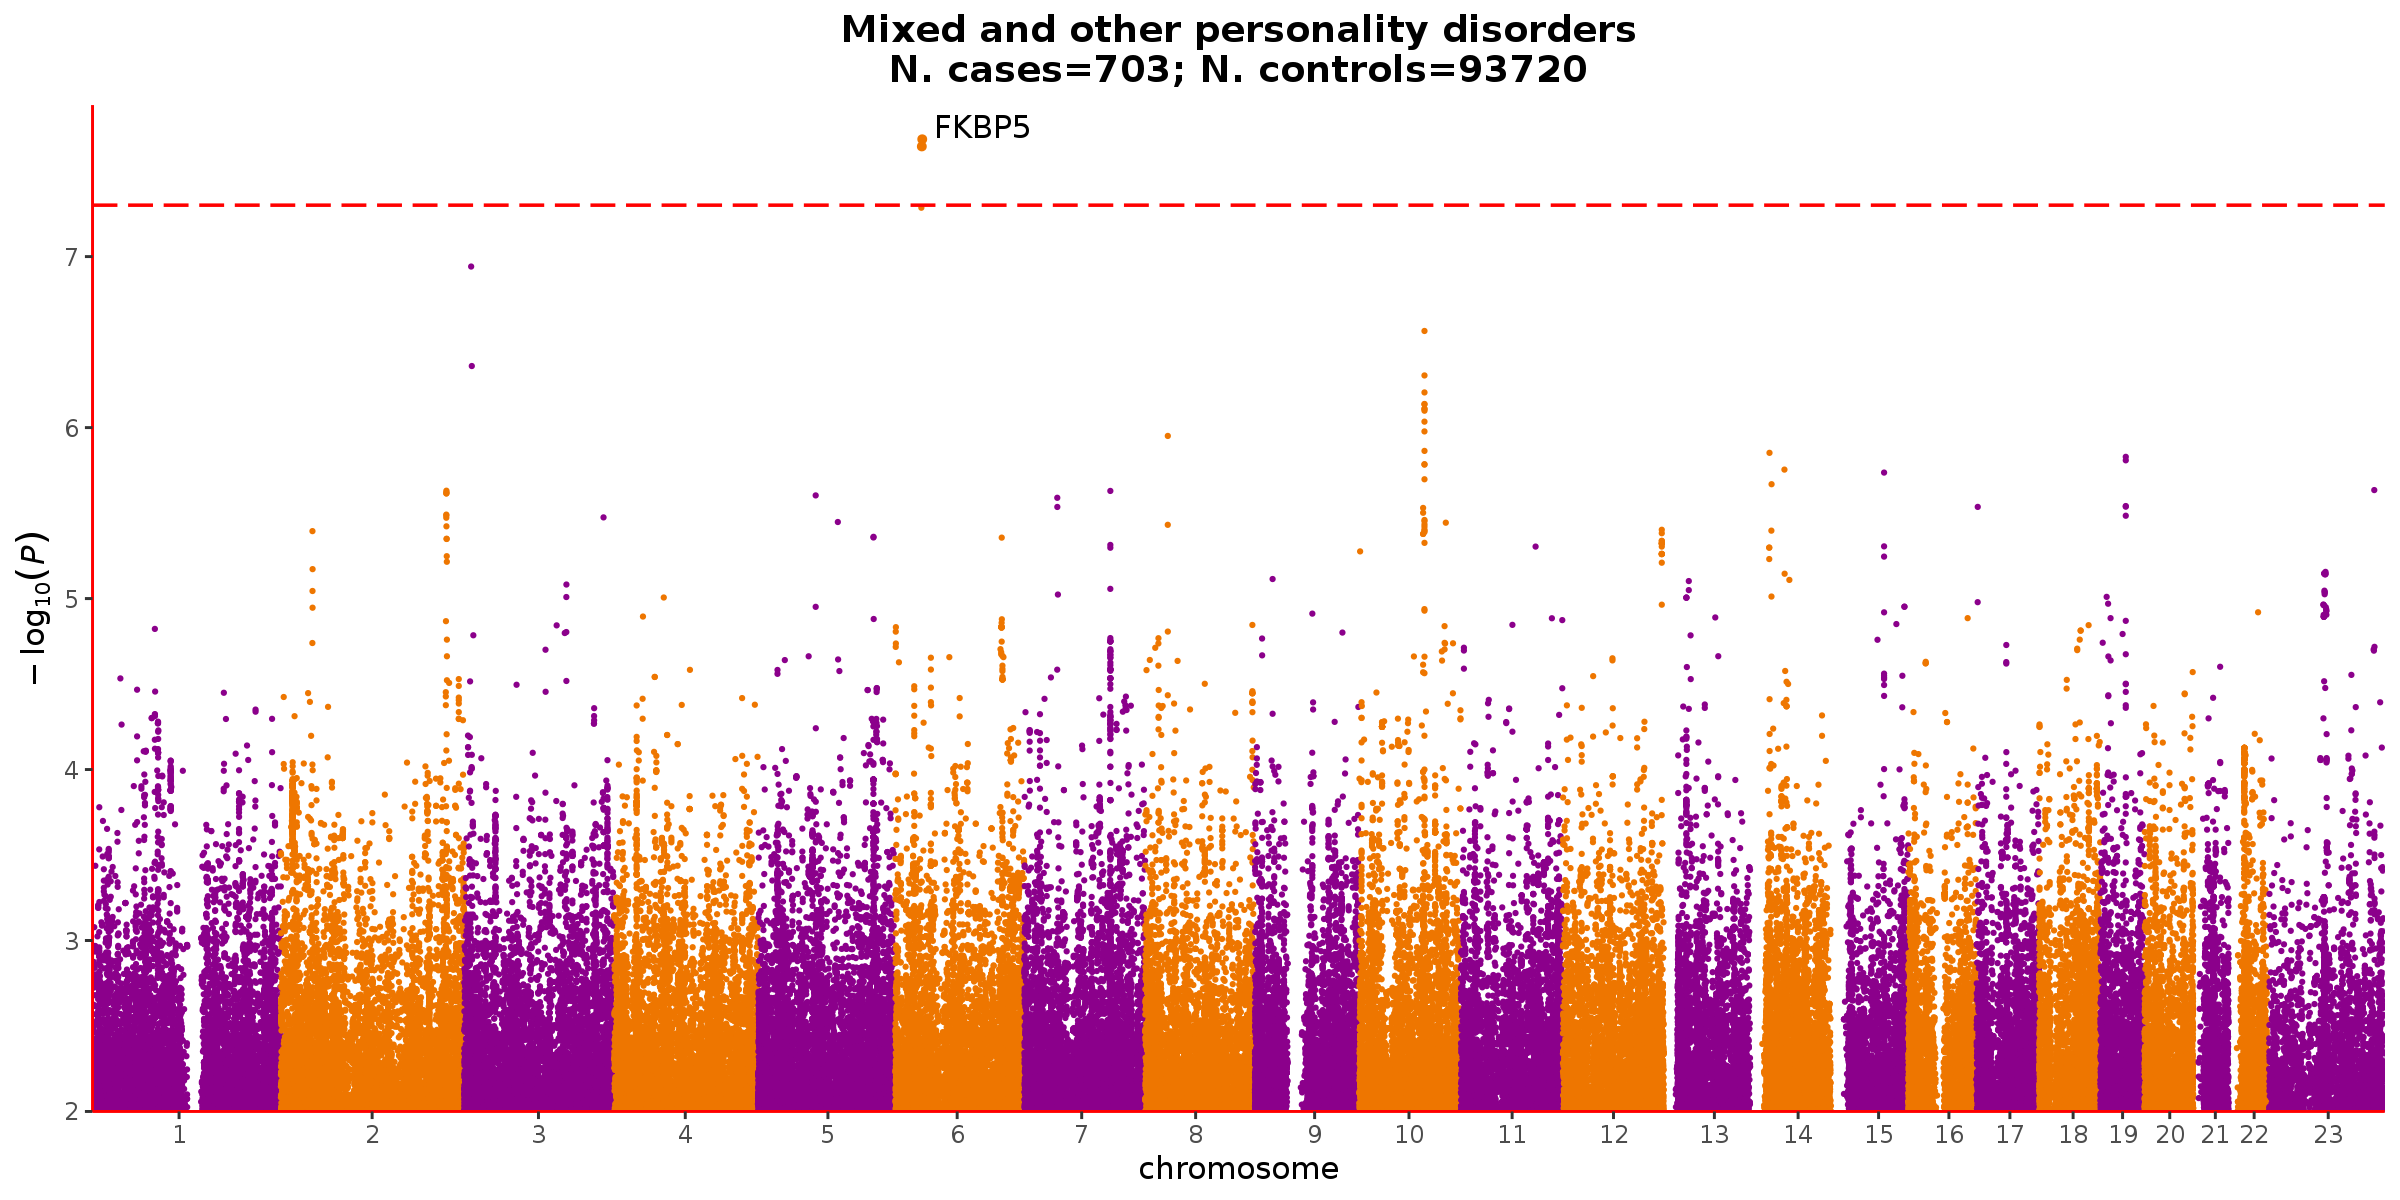 Mixed and other personality disorders
N. cases=703; N. controls=93720
FKBP5
7
6
5
4
3
2
−log₁₀(P)
1 2 3 4 5 6 7 8 9 10 11 12 13 14 15 16 17 18 19 20 21 22 23
chromosome